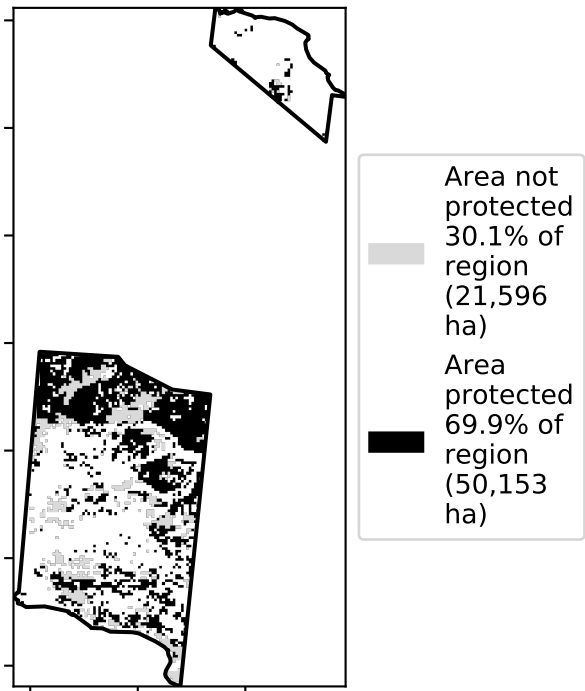 Area not
protected
30.1% of
region
(21,596
ha)
Area
protected
69.9% of
region
(50,153
ha)